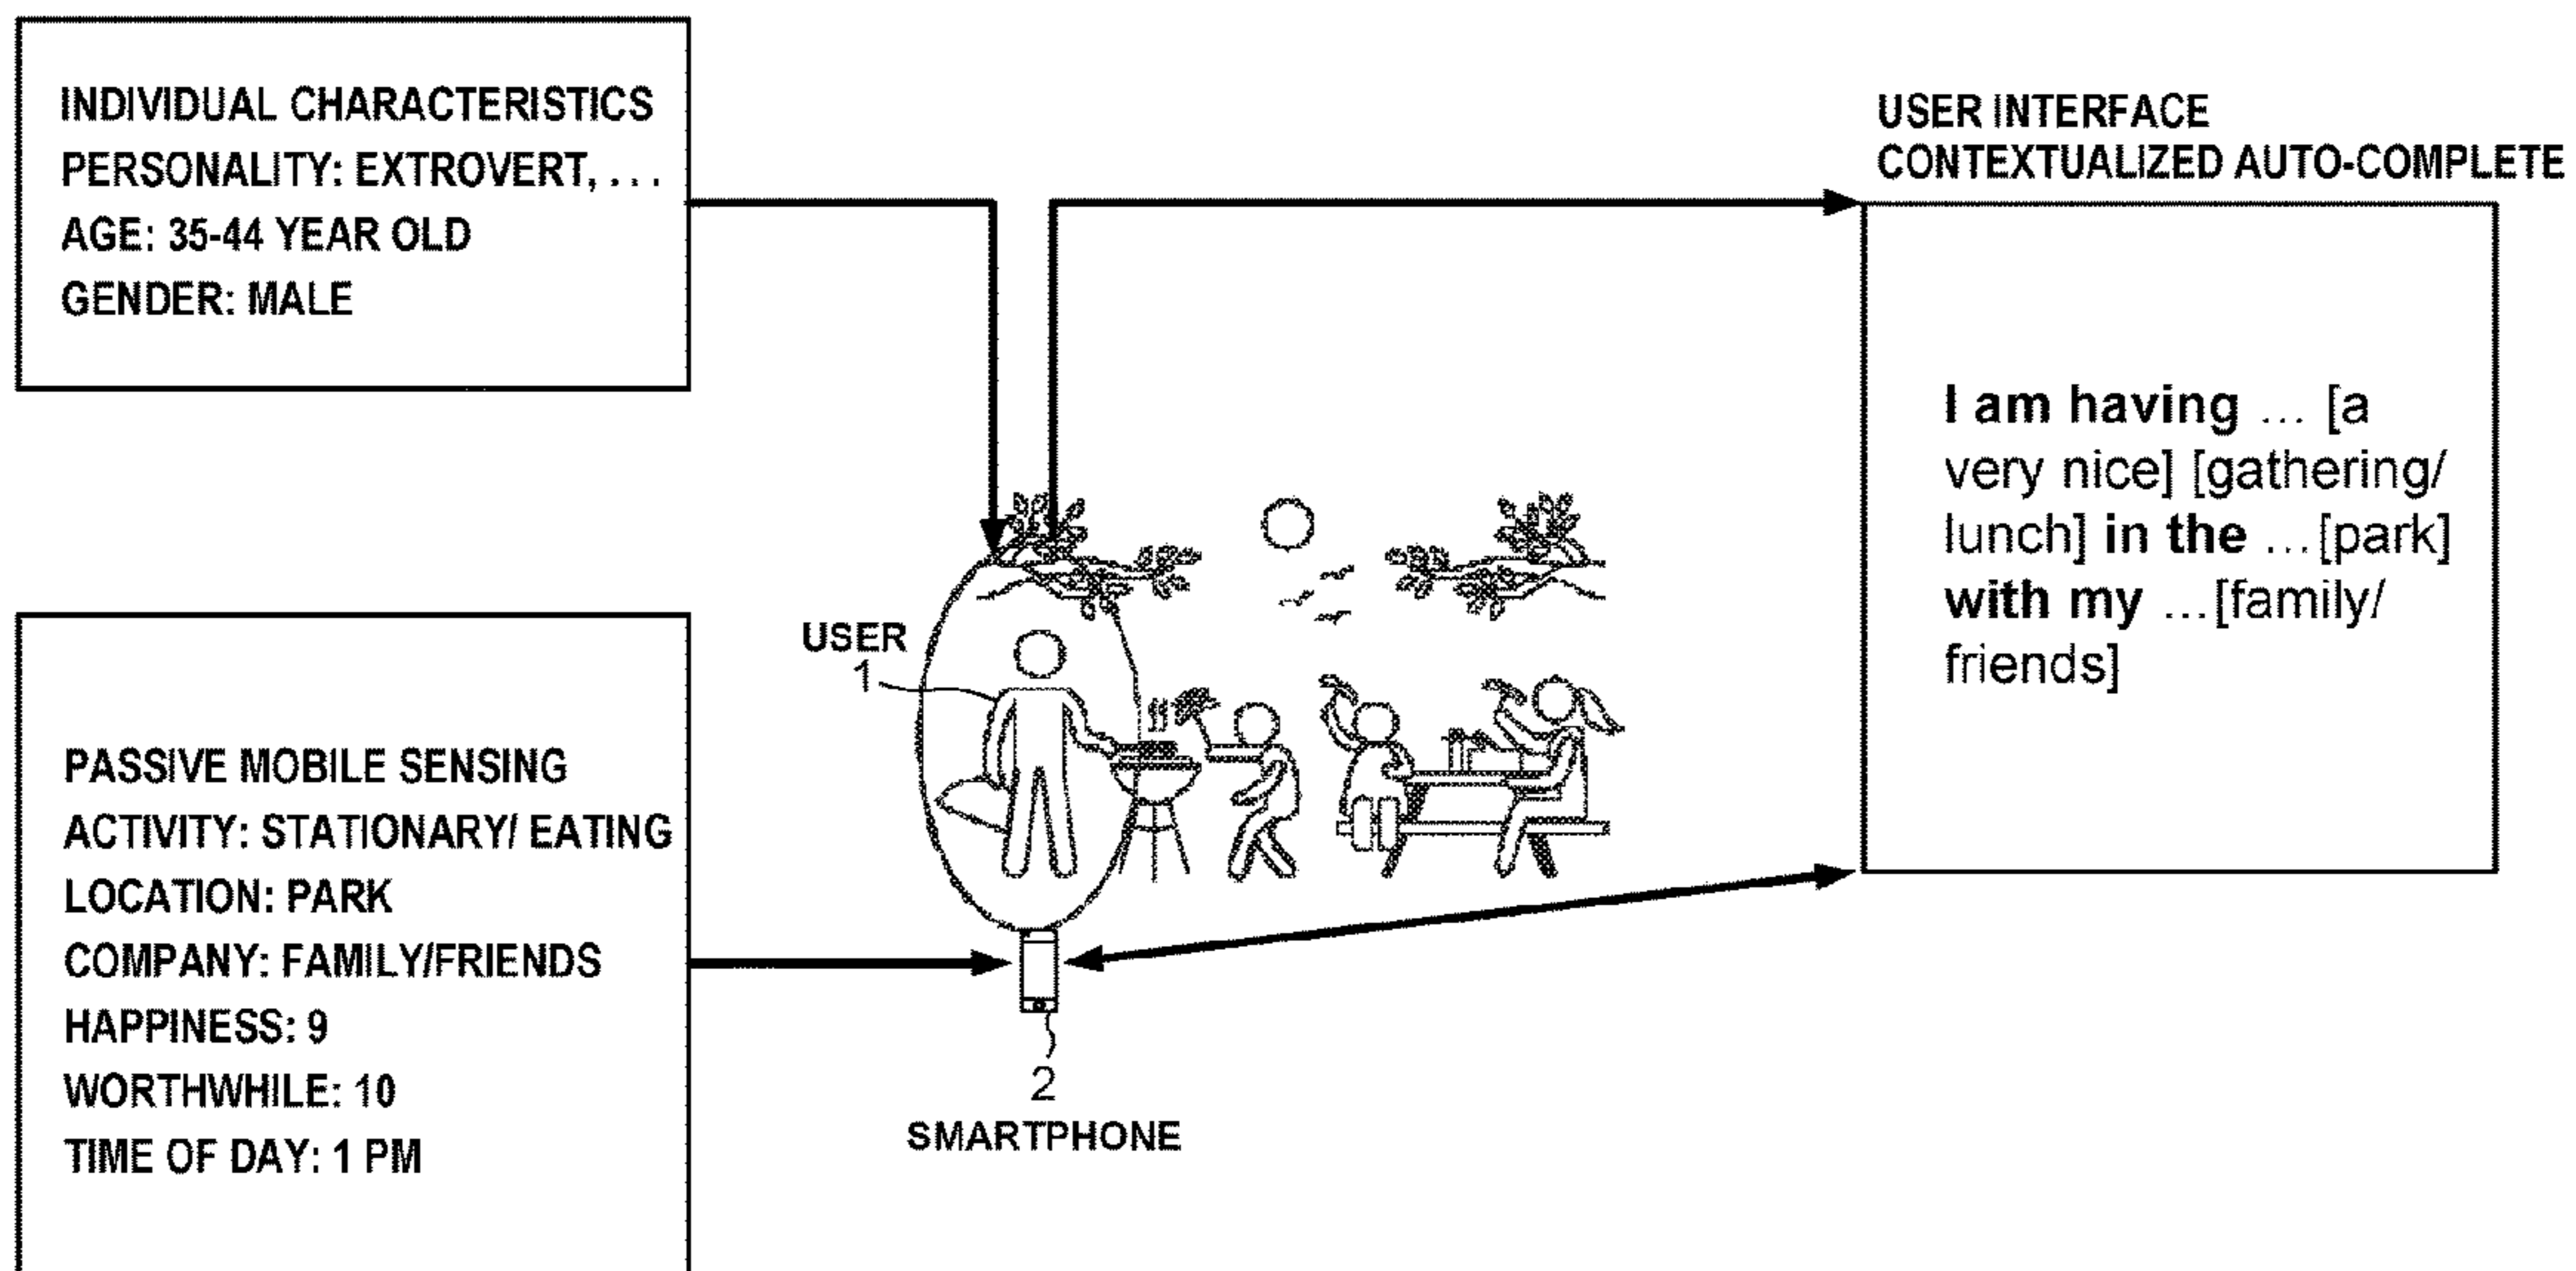 INDIVIDUAL CHARACTERISTICS
PERSONALITY: EXTROVERT, ...
AGE: 35-44 YEAR OLD
GENDER: MALE
PASSIVE MOBILE SENSING
ACTIVITY: STATIONARY/ EATING
LOCATION: PARK
COMPANY: FAMILY/FRIENDS
HAPPINESS: 9
WORTHWHILE: 10
TIME OF DAY: 1 PM
USER
1
2
SMARTPHONE
USER INTERFACE
CONTEXTUALIZED AUTO-COMPLETE
I am having ... [a
very nice] [gathering/
lunch] in the ...[park]
with my ...[family/
friends]